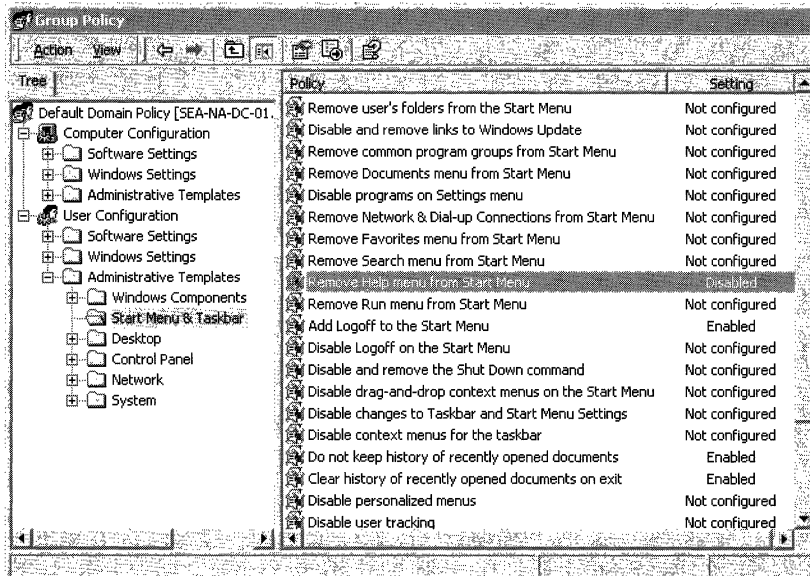 Group Policy
Action View
Tree
Default Domain Policy [SEA-NA-DC-01.
Computer Configuration
Software Settings
Windows Settings
Administrative Templates
User Configuration
Software Settings
Windows Settings
Administrative Templates
Windows Components
Start Menu & Taskbar
Desktop
Control Panel
Network
System
Policy Setting
Remove user's folders from the Start Menu Not configured
Disable and remove links to Windows Update Not configured
Remove common program groups from Start Menu Not configured
Remove Documents menu from Start Menu Not configured
Disable programs on Settings menu Not configured
Remove Network & Dial-up Connections from Start Menu Not configured
Remove Favorites menu from Start Menu Not configured
Remove Search menu from Start Menu Not configured
Remove Help menu from Start Menu Disabled
Remove Run menu from Start Menu Not configured
Add Logoff to the Start Menu Enabled
Disable Logoff on the Start Menu Not configured
Disable and remove the Shut Down command Not configured
Disable drag-and-drop context menus on the Start Menu Not configured
Disable changes to Taskbar and Start Menu Settings Not configured
Disable context menus for the taskbar Not configured
Do not keep history of recently opened documents Enabled
Clear history of recently opened documents on exit Enabled
Disable personalized menus Not configured
Disable user tracking Not configured